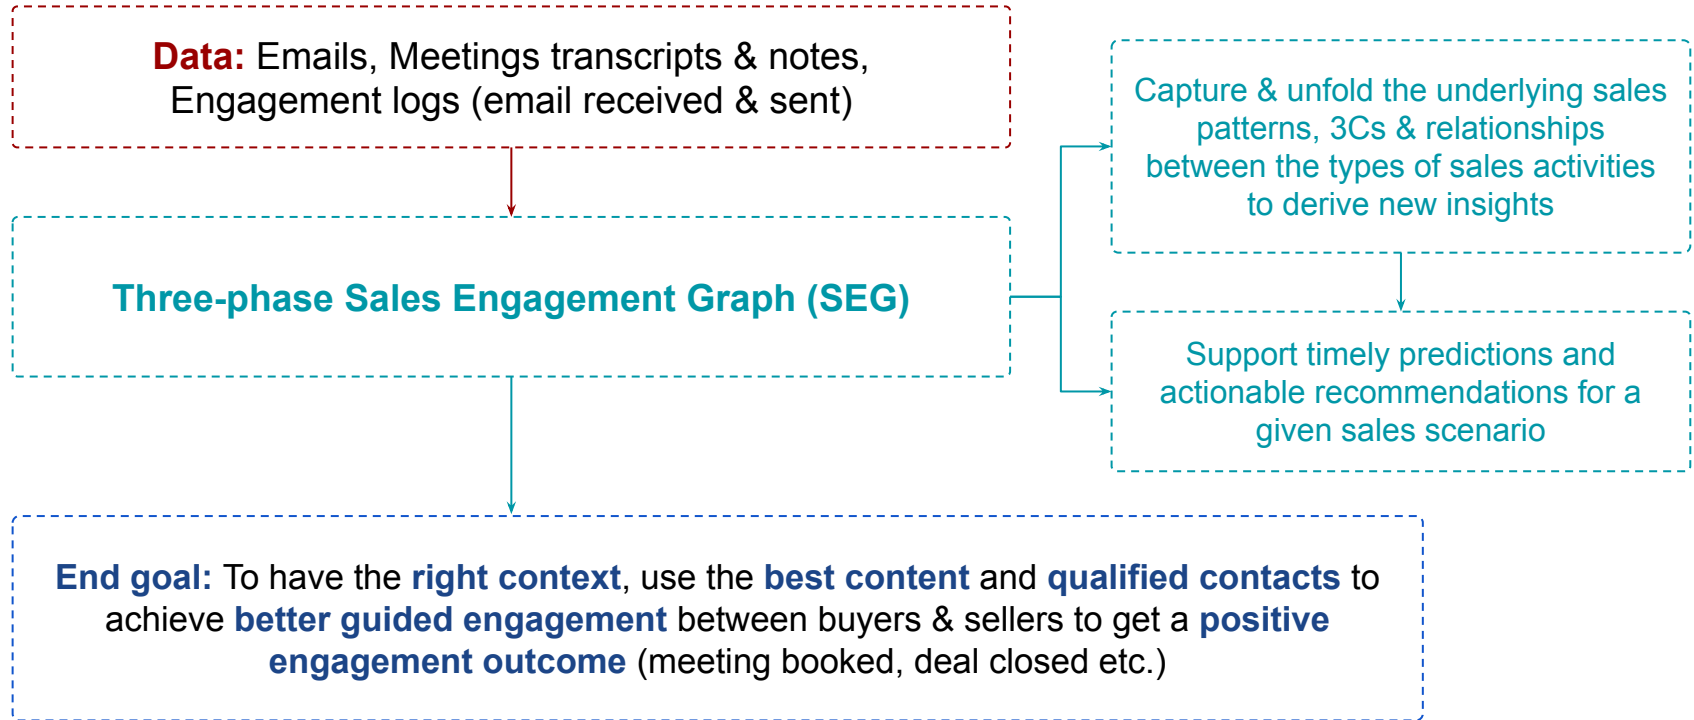 Data: Emails, Meetings transcripts & notes,
Engagement logs (email received & sent)
Capture & unfold the underlying sales
patterns, 3Cs & relationships
between the types of sales activities
to derive new insights
Three-phase Sales Engagement Graph (SEG)
Support timely predictions and
actionable recommendations for a
given sales scenario
End goal: To have the right context, use the best content and qualified contacts to
achieve better guided engagement between buyers & sellers to get a positive
engagement outcome (meeting booked, deal closed etc.)